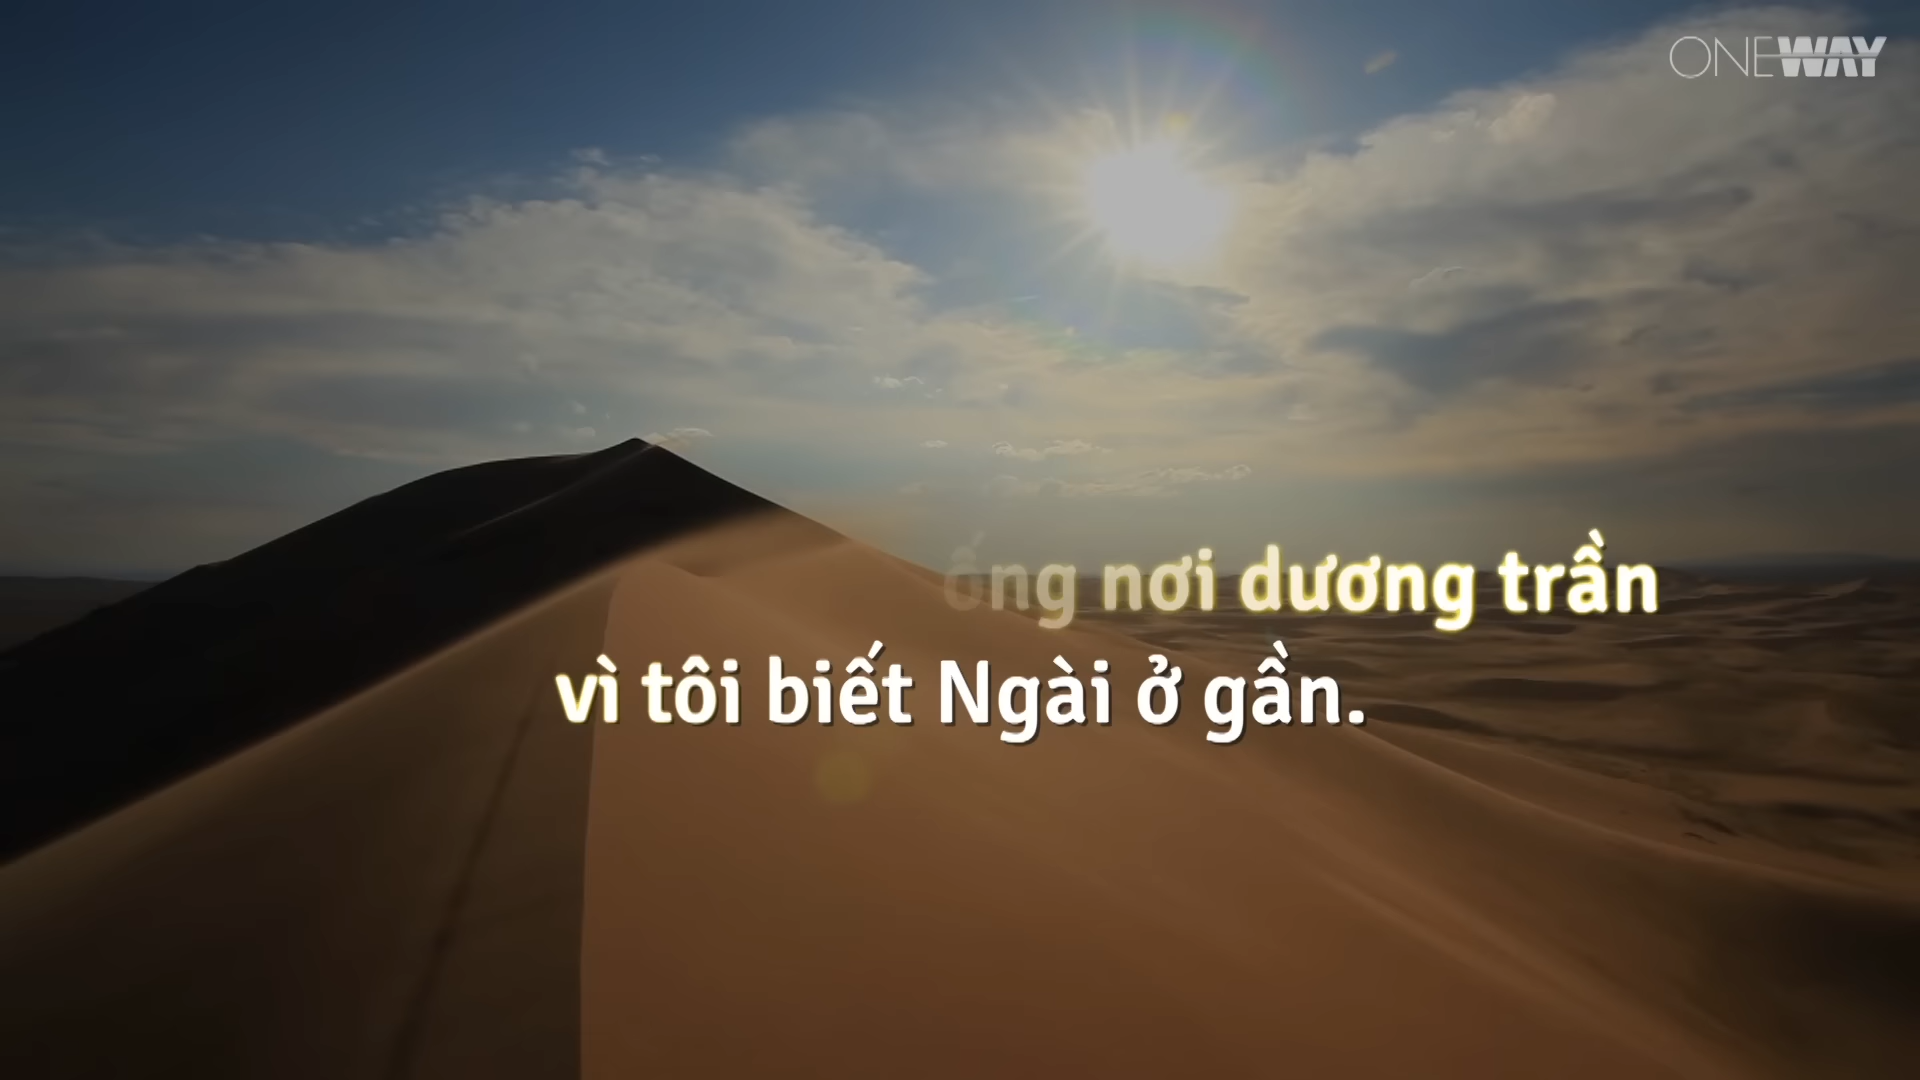 ONEWAY
nơi dương trần
vì tôi biết Ngài ở gần.